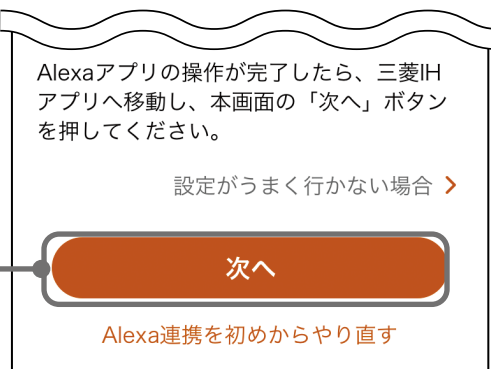 Alexaアプリの操作が完了したら、三菱IH
アプリへ移動し、本画面の「次へ」ボタン
を押してください。
設定がうまく行かない場合
次へ
Alexa連携を初めからやり直す